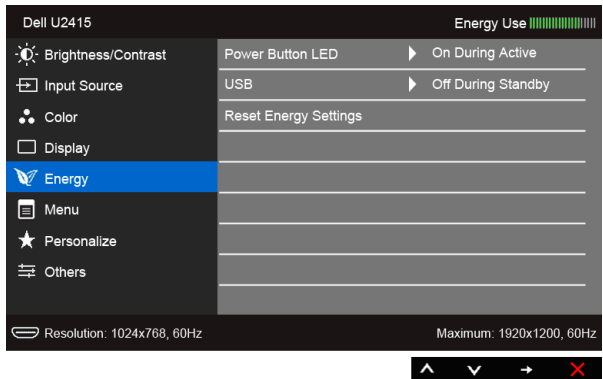 Dell U2415 Energy Use
Brightness/Contrast Power Button LED On During Active
Input Source USB Off During Standby
Color Reset Energy Settings
Display
Energy
Menu
Personalize
Others
Resolution: 1024x768, 60Hz Maximum: 1920x1200, 60Hz